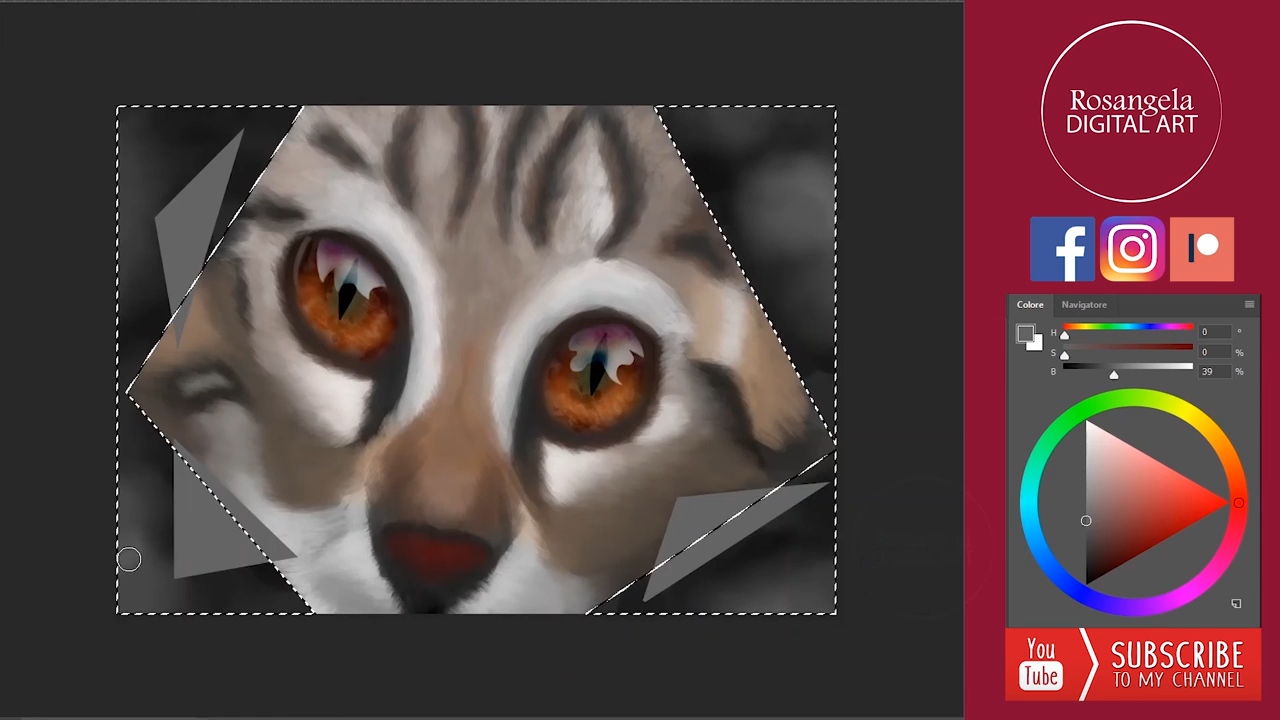 Rosangela
DIGITAL ART
Colore
Navigatore
H
0
°
S
0
%
B
39
%
You
Tube
SUBSCRIBE
TO MY CHANNEL